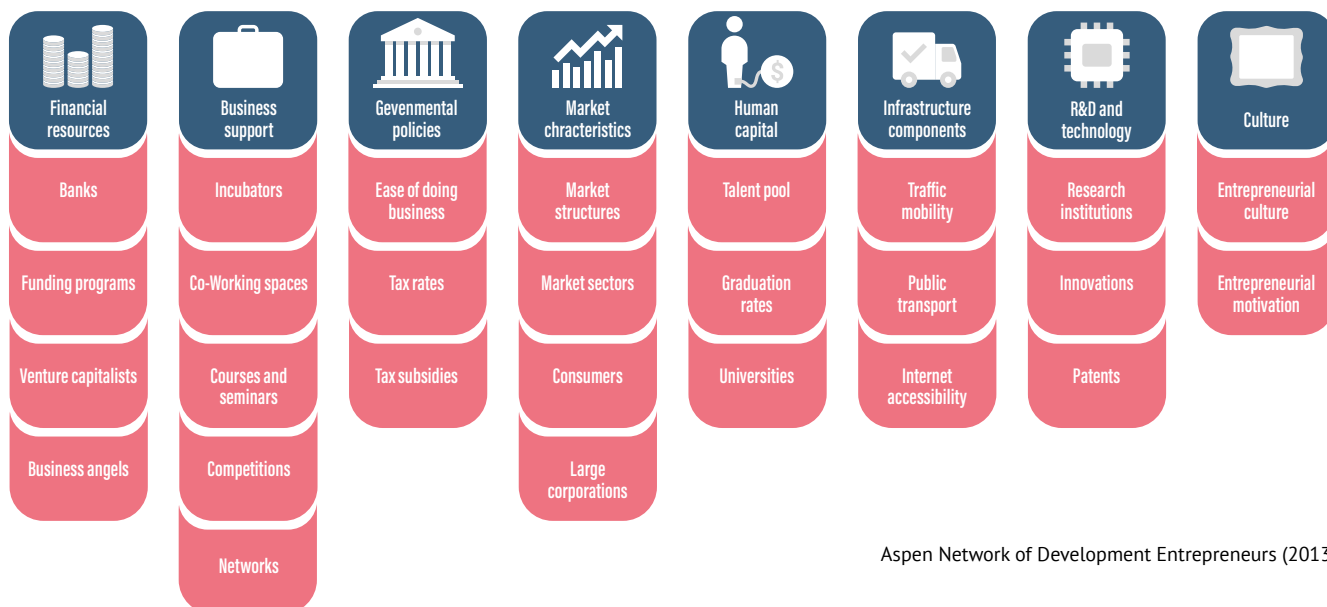 Financial
resources
Banks
Funding programs
Venture capitalists
Business angels
Business
support
Incubators
Co-Working spaces
Courses and
seminars
Competitions
Networks
Gevenmental
policies
Ease of doing
business
Tax rates
Tax subsidies
Market
chracteristics
Market
structures
Market sectors
Consumers
Large
corporations
$
Human
capital
Talent pool
Graduation
rates
Universities
Infrastructure
components
Traffic
mobility
Public
transport
Internet
accessibility
R&D and
technology
Research
institutions
Innovations
Patents
Culture
Entrepreneurial
culture
Entrepreneurial
motivation
Aspen Network of Development Entrepreneurs (2013